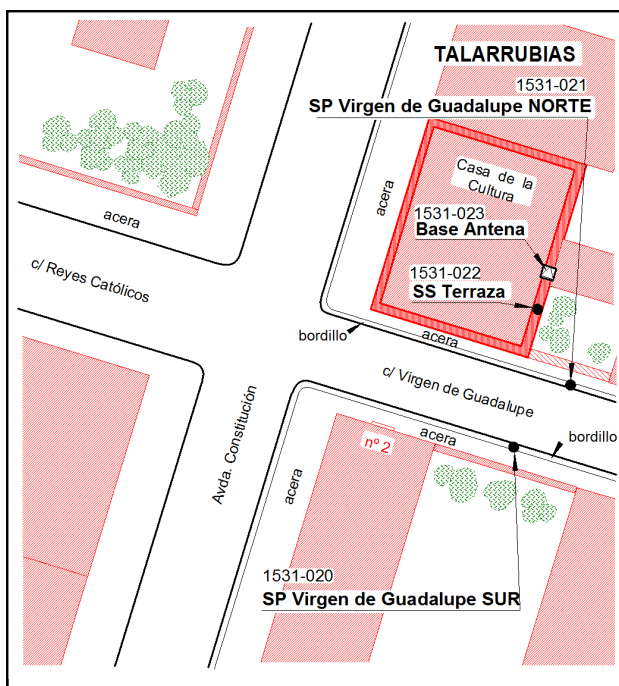 TALARRUBIAS
1531-021
SP Virgen de Guadalupe NORTE
Casa de la
Cultura
acera
acera
1531-023
Base Antena
c/ Reyes Católicos
1531-022
SS Terraza
bordillo
acera
c/ Virgen de Guadalupe
Avda. Constitución
acera
nº 2
bordillo
acera
1531-020
SP Virgen de Guadalupe SUR